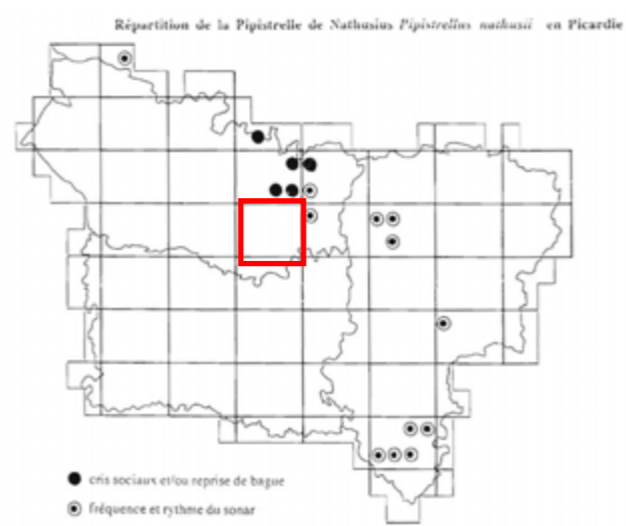 Répartition de la Pipistrelle de Nathusius Pipistrellus nathusii en Picardie
cris sociaux et/ou reprise de bague
fréquence et rythme du sonar